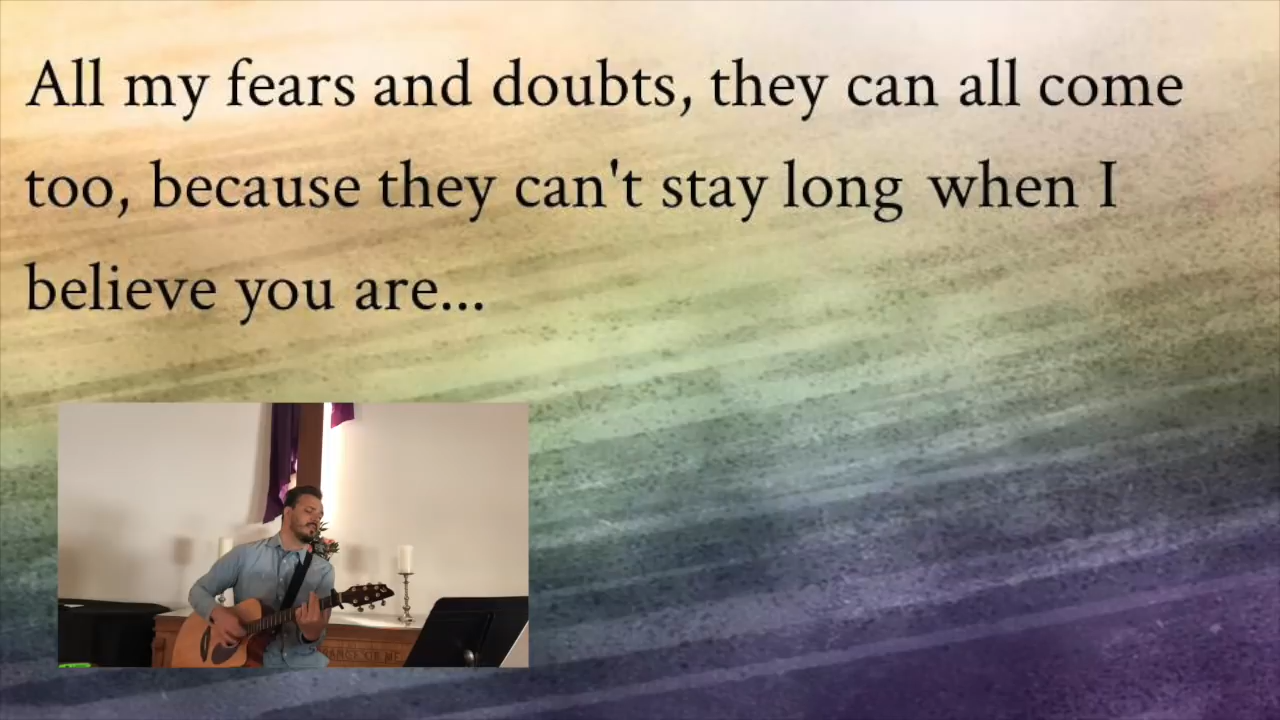 All my fears and doubts, they can all come
too, because they can't stay long when I
believe you are...